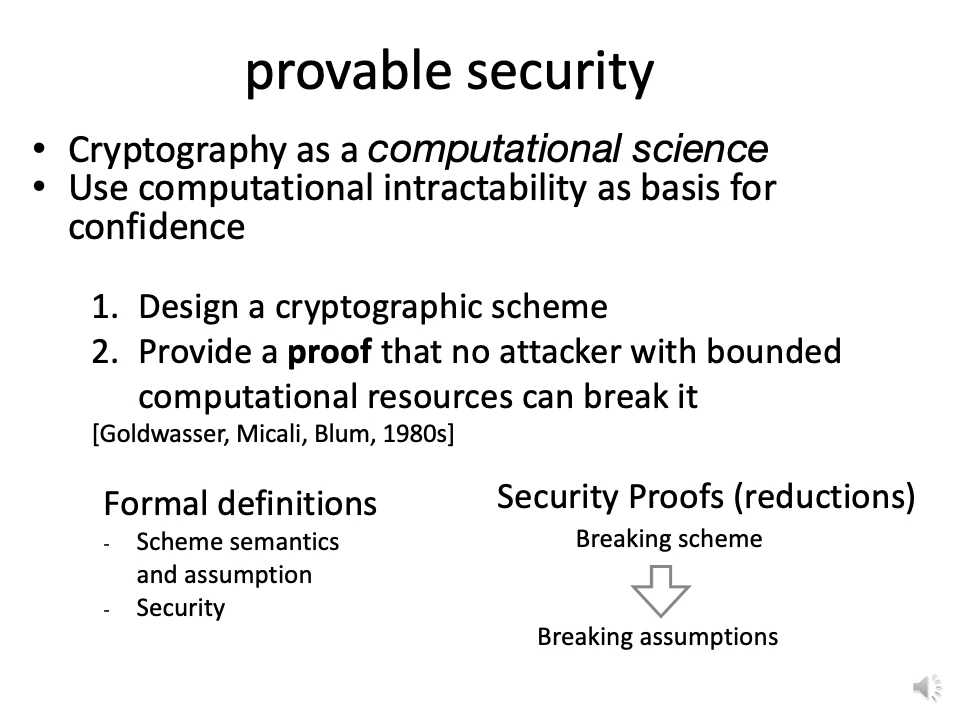 provable security
• Cryptography as a computational science
• Use computational intractability as basis for
confidence
1. Design a cryptographic scheme
2. Provide a proof that no attacker with bounded
computational resources can break it
[Goldwasser, Micali, Blum, 1980s]
Formal definitions
- Scheme semantics
and assumption
- Security
Security Proofs (reductions)
Breaking scheme
Breaking assumptions